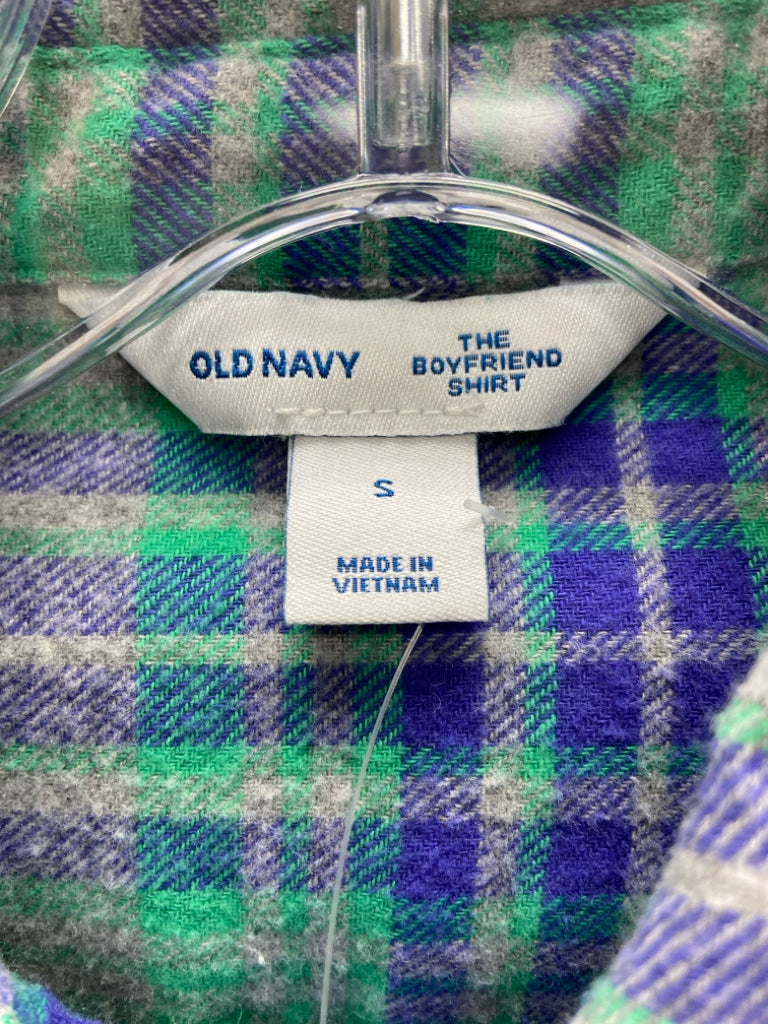 OLD NAVY
THE
BOYFRIEND
SHIRT
S
MADE IN
VIETNAM